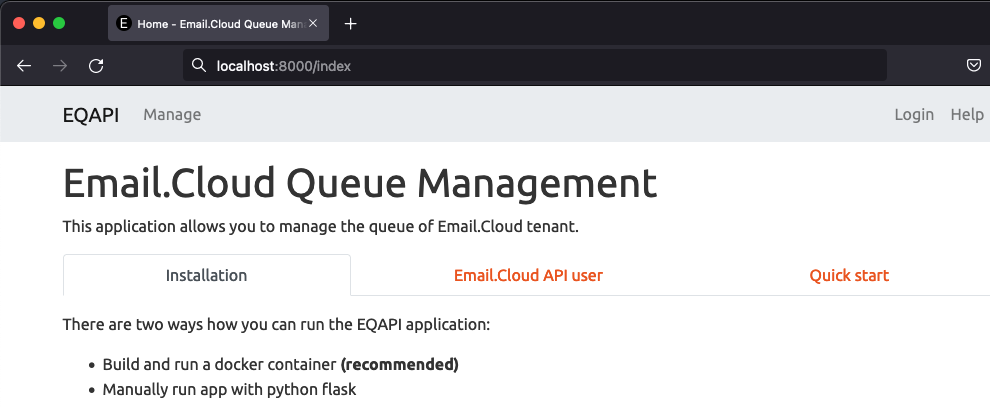 E Home - Email.Cloud Queue Man
localhost:8000/index
EQAPI Manage Login Help
Email.Cloud Queue Management
This application allows you to manage the queue of Email.Cloud tenant.
Installation Email.Cloud API user Quick start
There are two ways how you can run the EQAPI application:
• Build and run a docker container (recommended)
• Manually run app with python flask